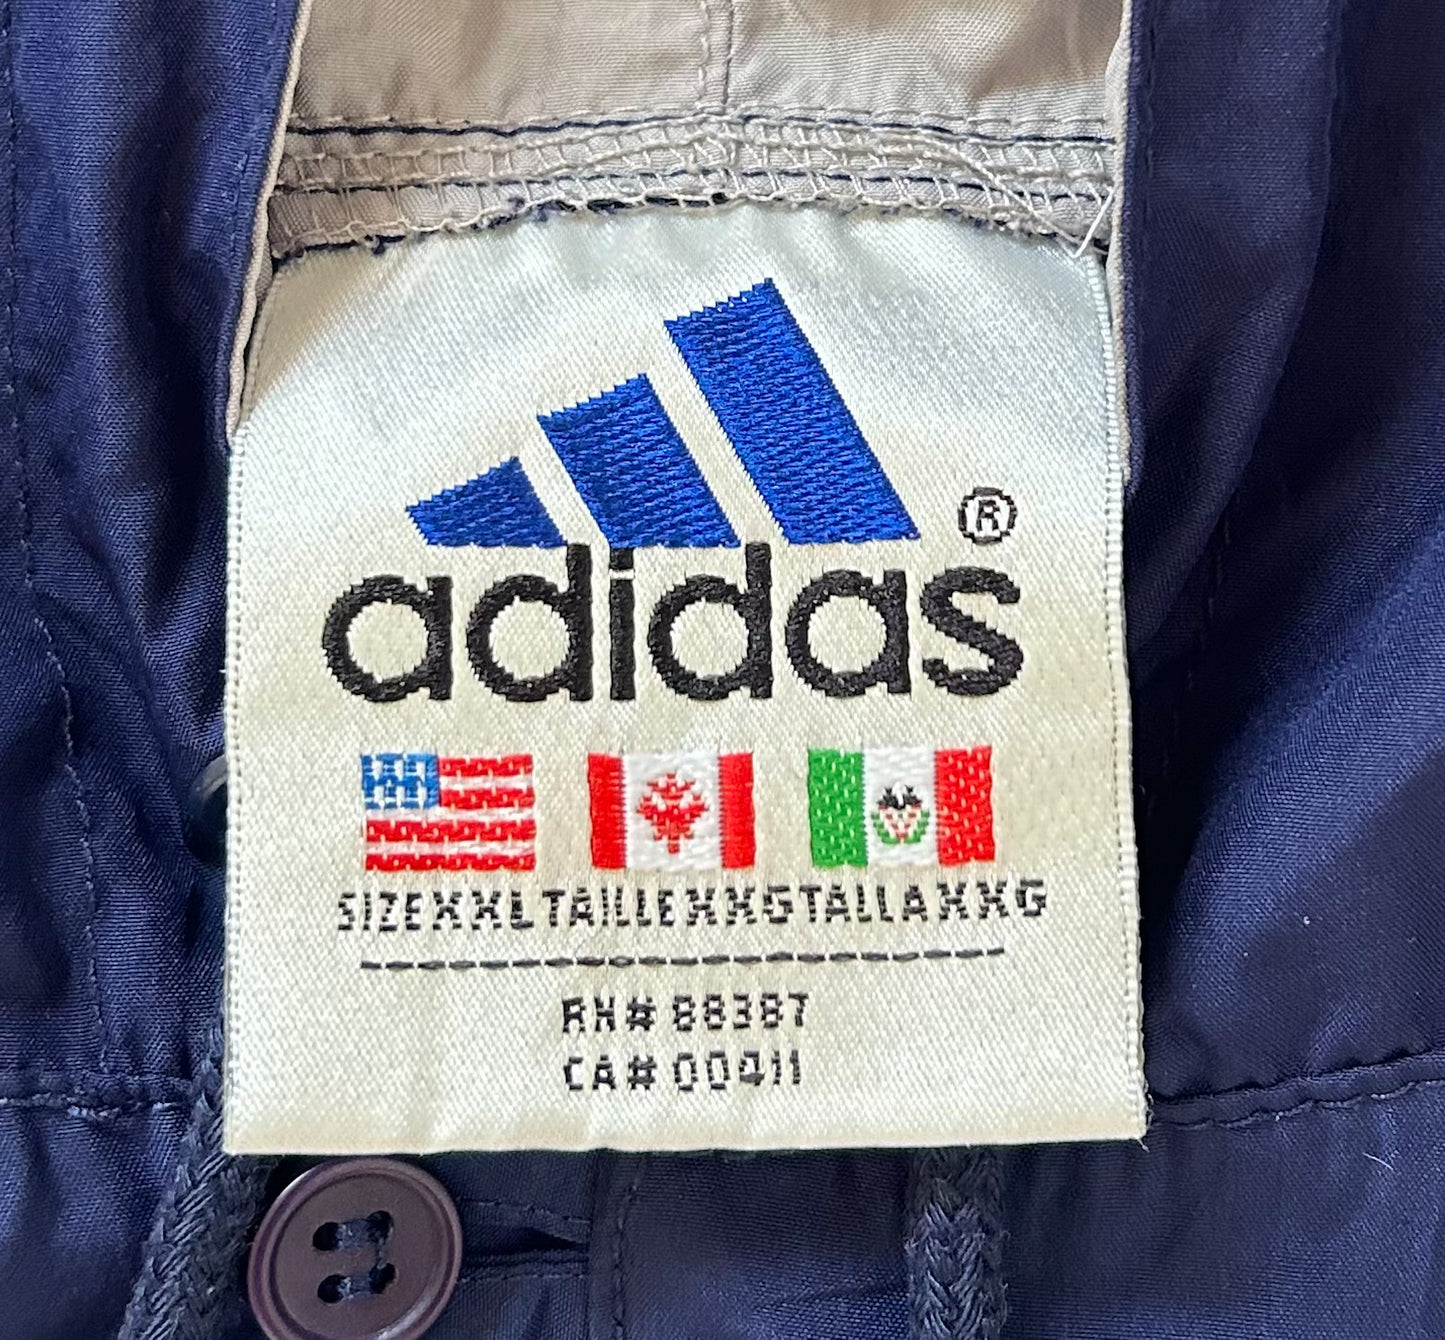 ®
adidas
SIZE XXL TAILLE XXG TALLA XXG
RN# 88387
CA# 00411